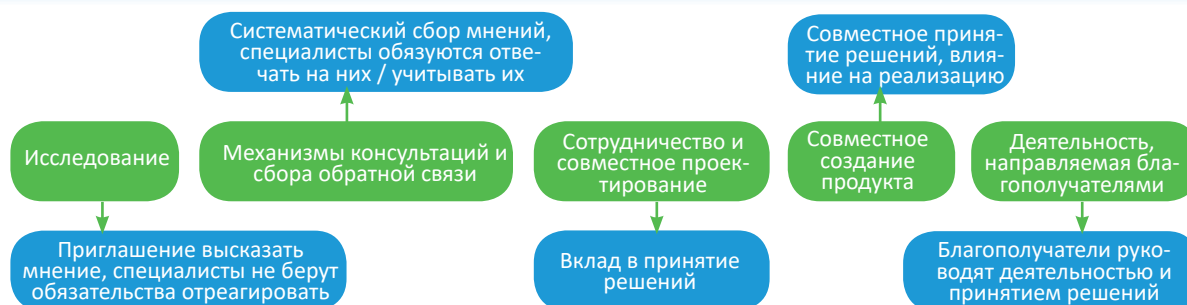 Систематический сбор мнений,
специалисты обязуются отве-
чать на них / учитывать их
Совместное приня-
тие решений, влия-
ние на реализацию
Исследование
Механизмы консультаций и
сбора обратной связи
Сотрудничество и
совместное проек-
тирование
Совместное
создание
продукта
Деятельность,
направляемая бла-
гополучателями
Приглашение высказать
мнение, специалисты не берут
обязательства отреагировать
Вклад в принятие
решений
Благополучатели руко-
водят деятельностью и
принятием решений